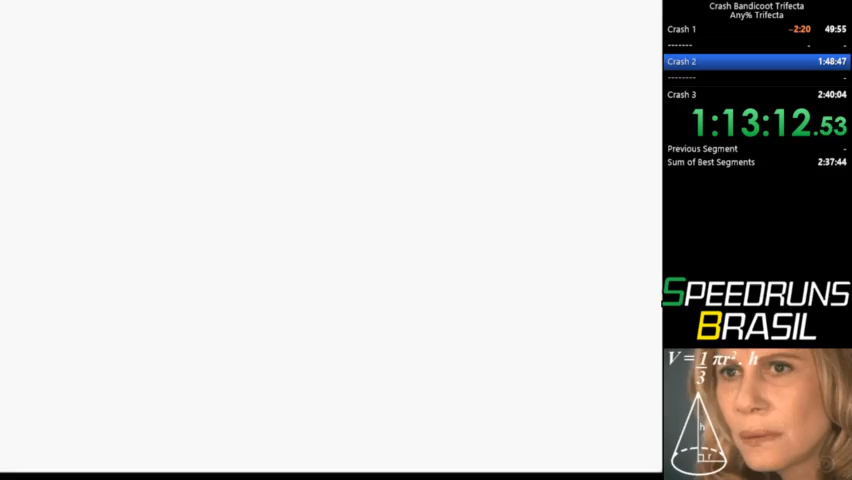 Crash Bandicoot Trifecta
Any% Trifecta
Crash 1 −2:20 49:55
------- - -
Crash 2 1:48:47
-------- -
Crash 3 2:40:04
1:13:12.53
Previous Segment -
Sum of Best Segments 2:37:44
SPEEDRUNS
BRASIL
V = 1/3 πr². h
h
r